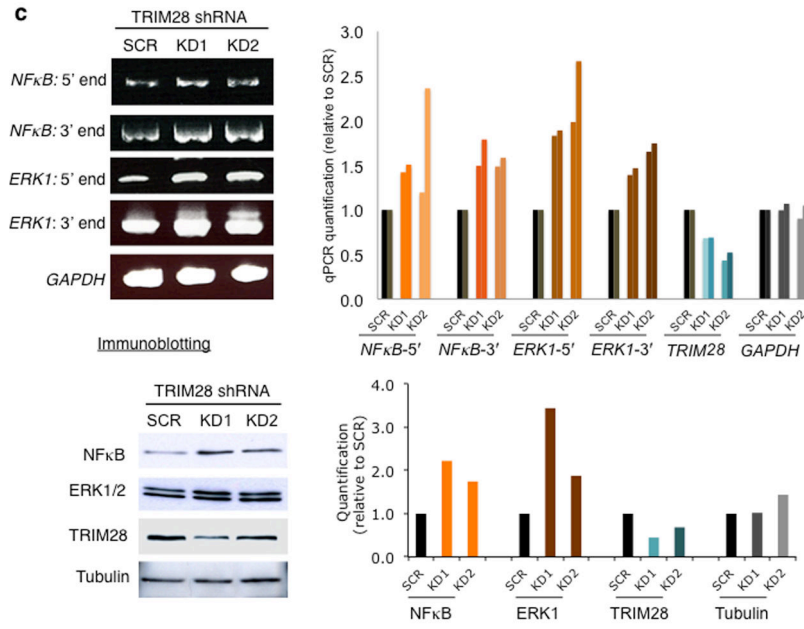 c
TRIM28 shRNA
SCR KD1 KD2
NFκB: 5' end
NFκB: 3' end
ERK1: 5' end
ERK1: 3' end
GAPDH
qPCR quantification (relative to SCR)
3.0
2.5
2.0
1.5
1.0
0.5
0.0
SCR KD1 KD2 SCR KD1 KD2 SCR KD1 KD2 SCR KD1 KD2 SCR KD1 KD2 SCR KD1 KD2
NFκB-5′ NFκB-3′ ERK1-5′ ERK1-3′ TRIM28 GAPDH
Immunoblotting
TRIM28 shRNA
SCR KD1 KD2
NFκB
ERK1/2
TRIM28
Tubulin
Quantification
(relative to SCR)
4.0
3.0
2.0
1.0
0.0
SCR KD1 KD2 SCR KD1 KD2 SCR KD1 KD2 SCR KD1 KD2
NFκB ERK1 TRIM28 Tubulin